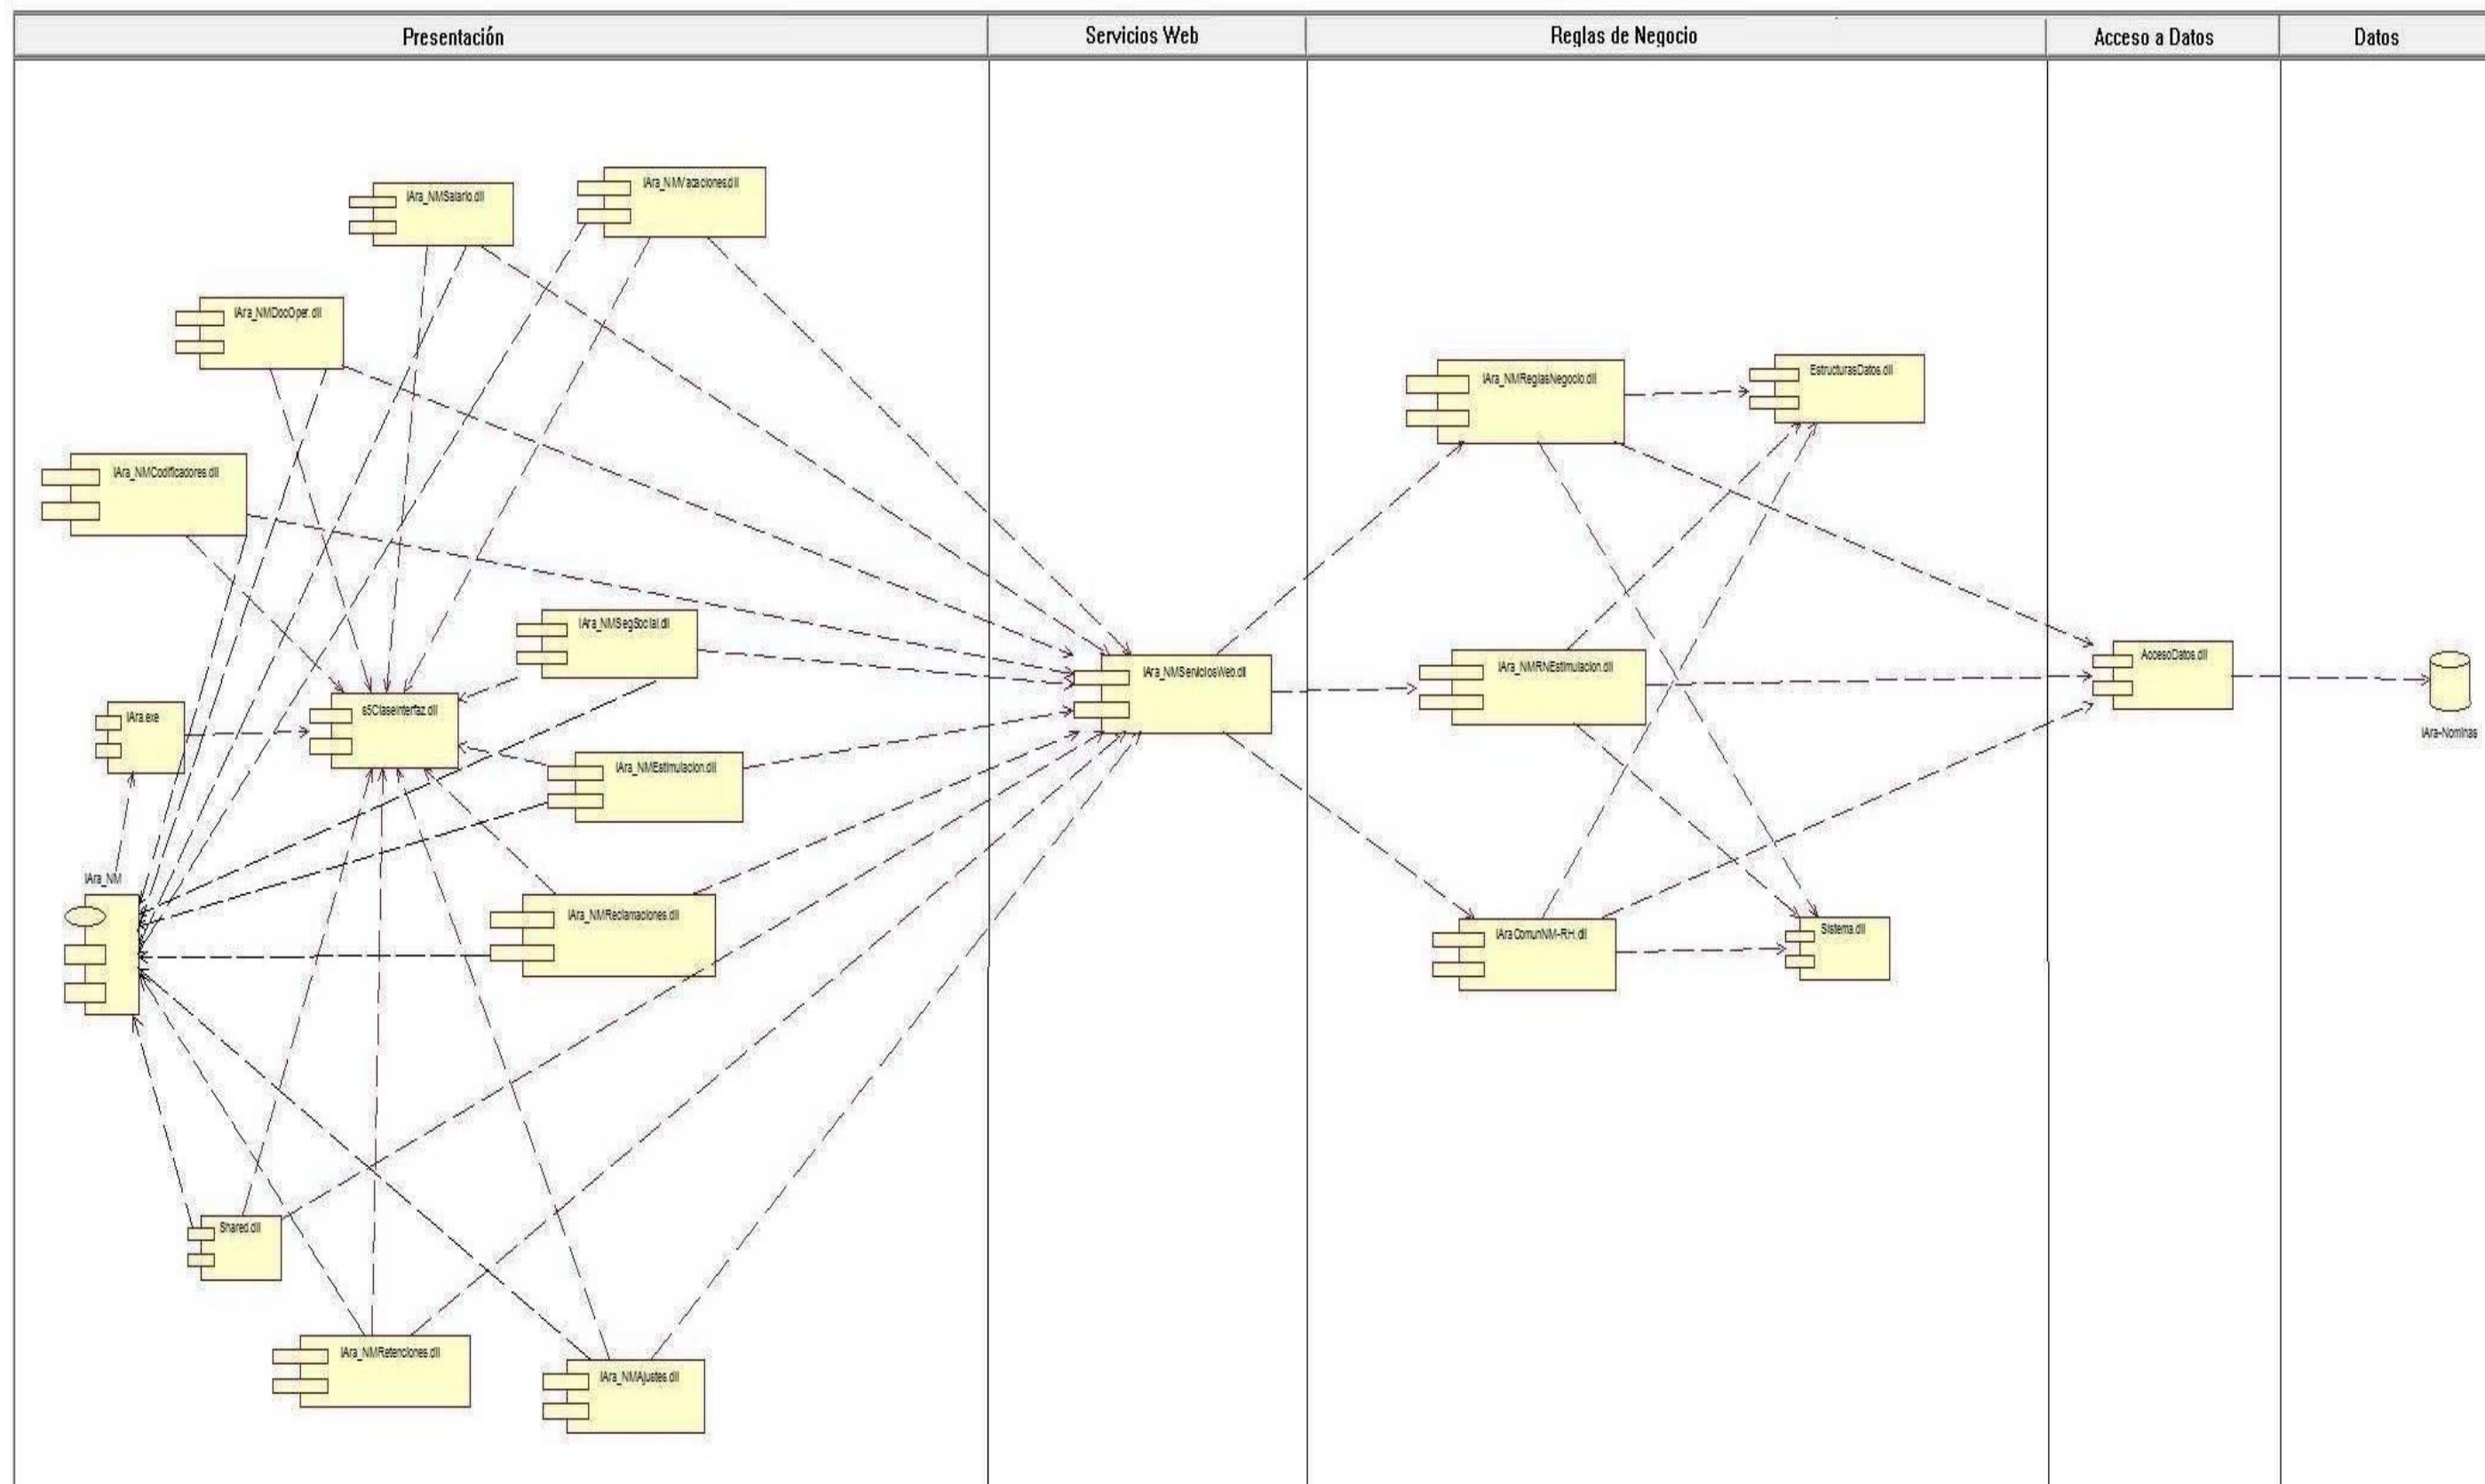 Presentación
Servicios Web
Reglas de Negocio
Acceso a Datos
Datos
IAra_NMSalario.dll
IAra_NMVacaciones.dll
IAra_NMDocOper.dll
IAra_NMReglasNegocio.dll
EstructurasDatos.dll
IAra_NMCodificadores.dll
IAra_NMSegSocial.dll
IAra_NMServiciosWeb.dll
IAra_NMRNEstimulacion.dll
AccesoDatos.dll
IAra.exe
s5ClaseInterfaz.dll
IAra-Nominas
IAra_NMEstimulacion.dll
IAra_NM
IAra_NMReclamaciones.dll
IAraComunNM-RH.dll
Sistema.dll
Shared.dll
IAra_NMRetenciones.dll
IAra_NMAjustes.dll